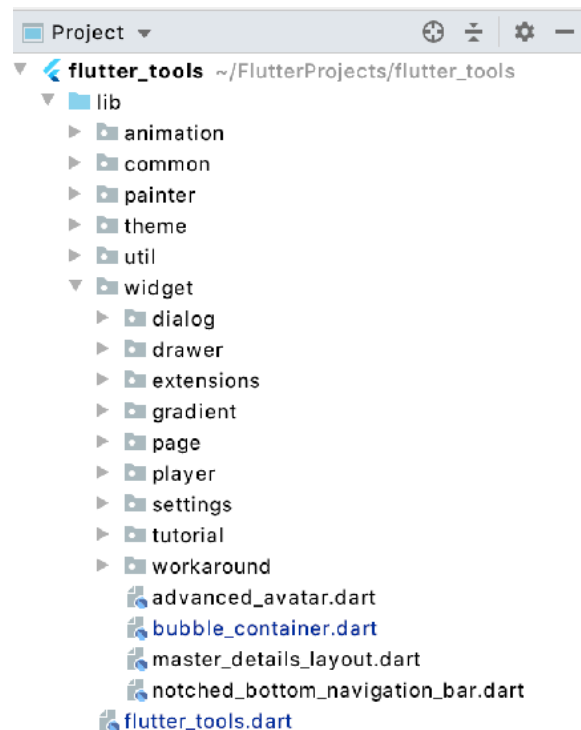 Project
flutter_tools ~/FlutterProjects/flutter_tools
lib
animation
common
painter
theme
util
widget
dialog
drawer
extensions
gradient
page
player
settings
tutorial
workaround
advanced_avatar.dart
bubble_container.dart
master_details_layout.dart
notched_bottom_navigation_bar.dart
flutter_tools.dart